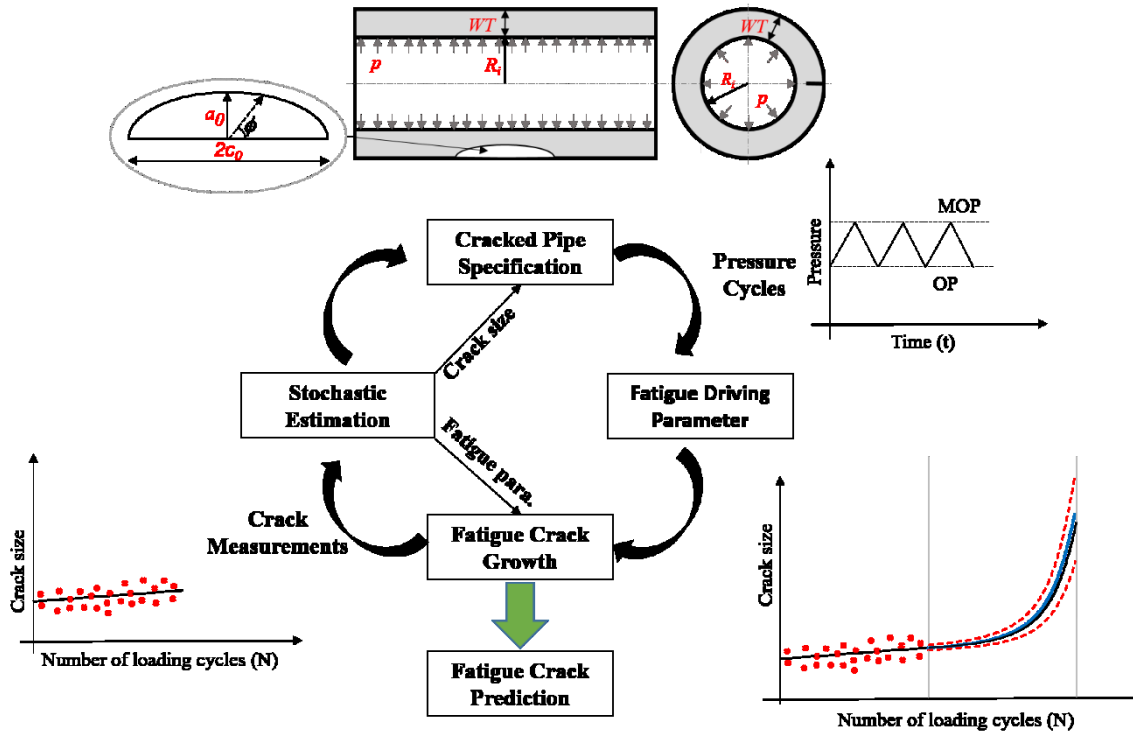 WT
p
R_i
WT
R_i
p
a_0
φ
2c_0
MOP
Pressure
OP
Time (t)
Cracked Pipe
Specification
Pressure
Cycles
Crack size
Stochastic
Estimation
Fatigue Driving
Parameter
Fatigue para.
Crack
Measurements
Fatigue Crack
Growth
Crack size
Number of loading cycles (N)
Fatigue Crack
Prediction
Crack size
Number of loading cycles (N)